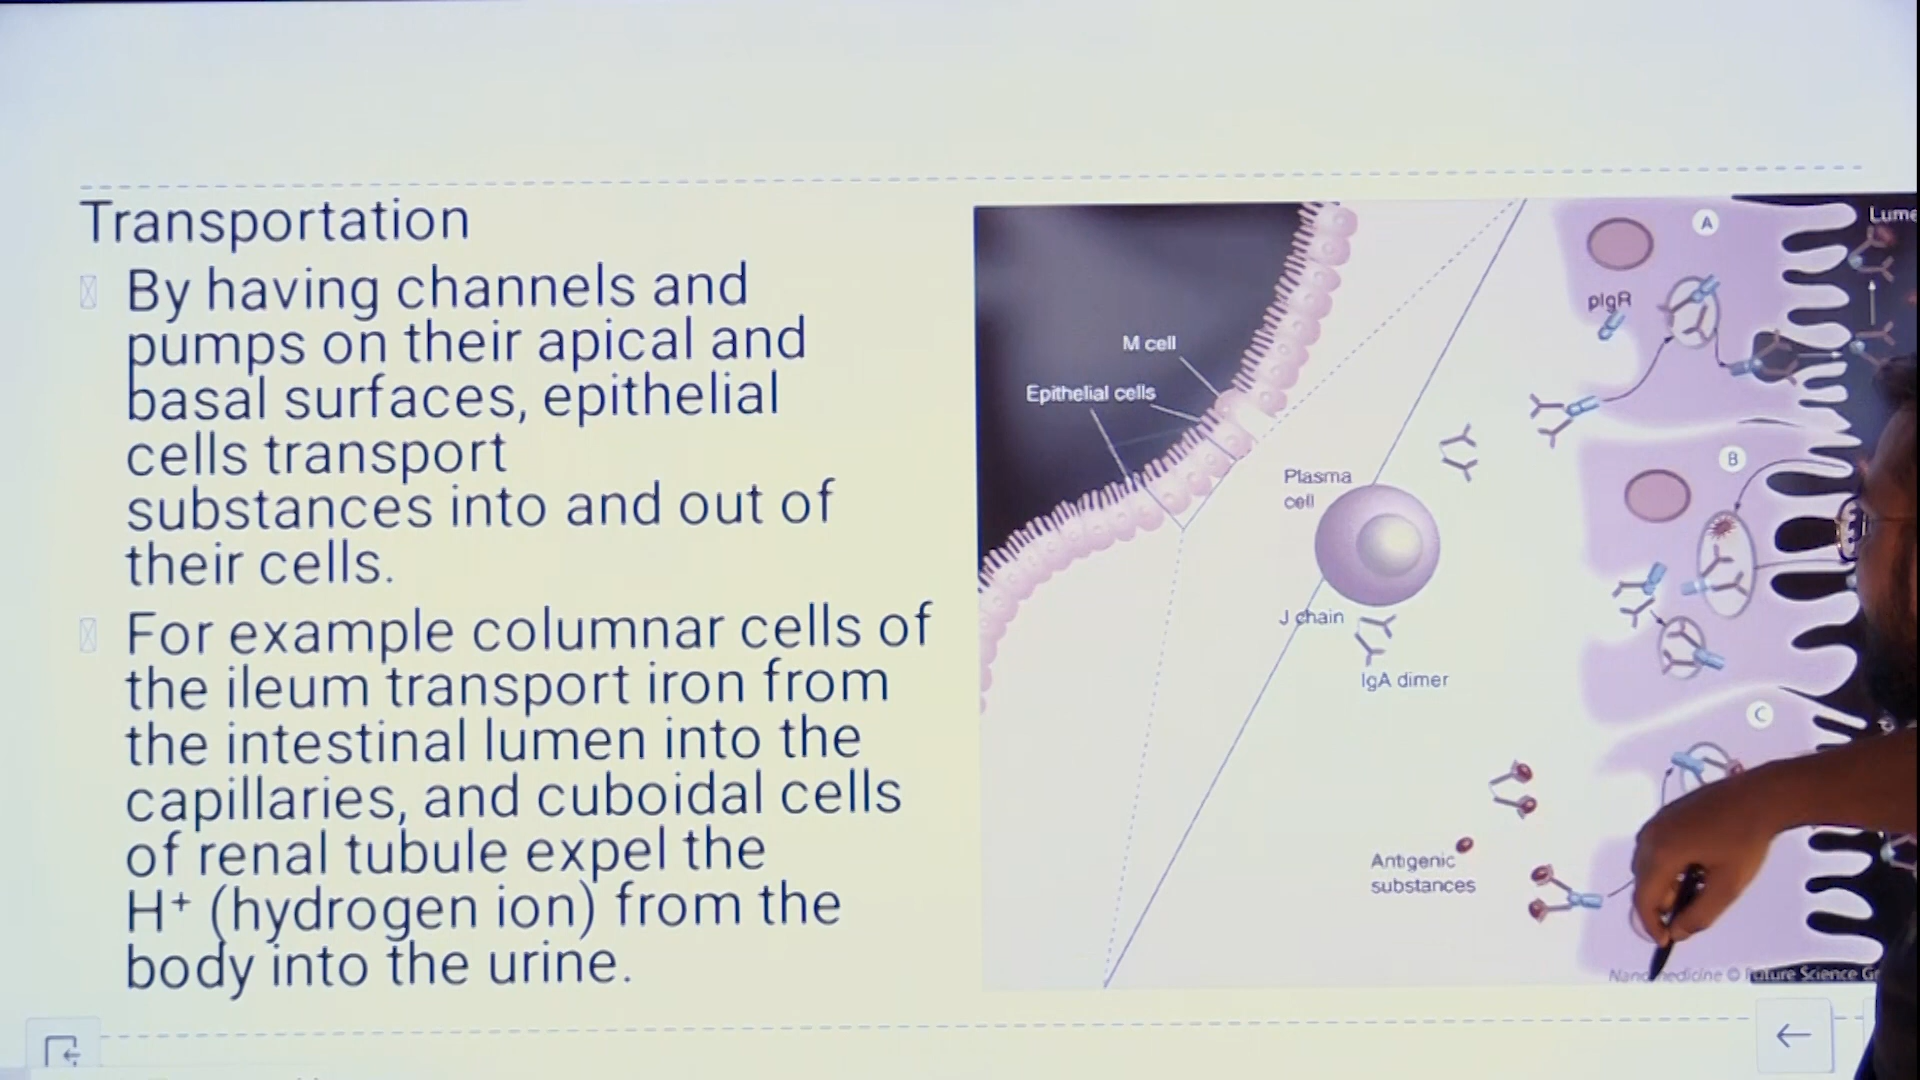 Transportation
By having channels and
pumps on their apical and
basal surfaces, epithelial
cells transport
substances into and out of
their cells.
For example columnar cells of
the ileum transport iron from
the intestinal lumen into the
capillaries, and cuboidal cells
of renal tubule expel the
H⁺ (hydrogen ion) from the
body into the urine.
M cell
Epithelial cells
Plasma
cell
J chain
IgA dimer
Antigenic
substances
A
pIgR
B
C
© Future Science